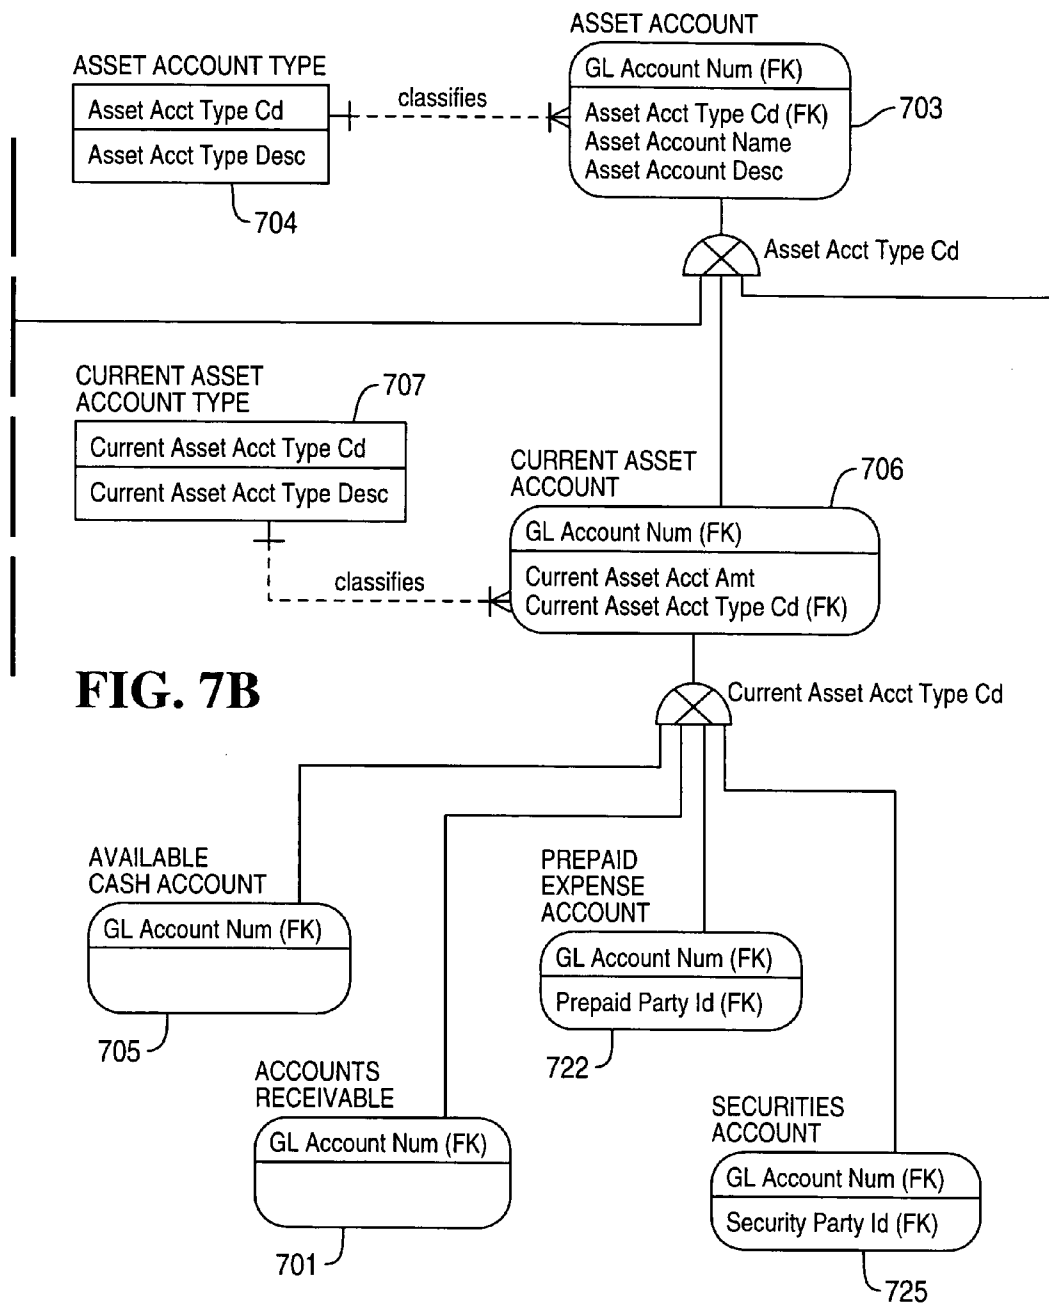 ASSET ACCOUNT
ASSET ACCOUNT TYPE
GL Account Num (FK)
Asset Acct Type Cd
classifies
Asset Acct Type Cd (FK)
703
Asset Account Name
Asset Acct Type Desc
Asset Account Desc
704
Asset Acct Type Cd
CURRENT ASSET
ACCOUNT TYPE
707
Current Asset Acct Type Cd
Current Asset Acct Type Desc
CURRENT ASSET
ACCOUNT
706
GL Account Num (FK)
classifies
Current Asset Acct Amt
Current Asset Acct Type Cd (FK)
FIG. 7B
Current Asset Acct Type Cd
AVAILABLE
CASH ACCOUNT
GL Account Num (FK)
705
PREPAID
EXPENSE
ACCOUNT
GL Account Num (FK)
Prepaid Party Id (FK)
722
ACCOUNTS
RECEIVABLE
GL Account Num (FK)
701
SECURITIES
ACCOUNT
GL Account Num (FK)
Security Party Id (FK)
725